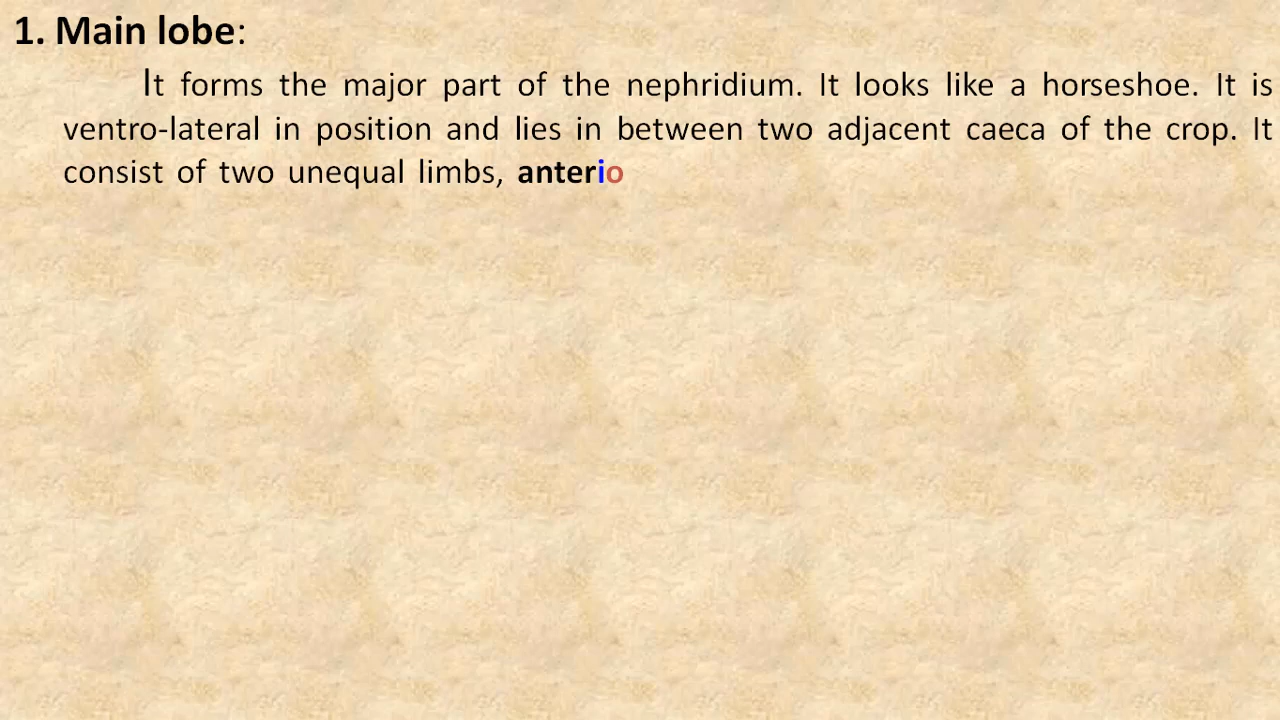 1. Main lobe:
It forms the major part of the nephridium. It looks like a horseshoe. It is
ventro-lateral in position and lies in between two adjacent caeca of the crop. It
consist of two unequal limbs, anterio